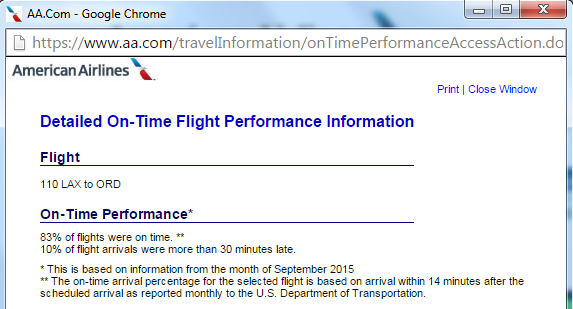 AA.Com - Google Chrome
https://www.aa.com/travelInformation/onTimePerformanceAccessAction.do
American Airlines
Print | Close Window
Detailed On-Time Flight Performance Information
Flight
110 LAX to ORD
On-Time Performance*
83% of flights were on time. **
10% of flight arrivals were more than 30 minutes late.
* This is based on information from the month of September 2015
** The on-time arrival percentage for the selected flight is based on arrival within 14 minutes after the
scheduled arrival as reported monthly to the U.S. Department of Transportation.